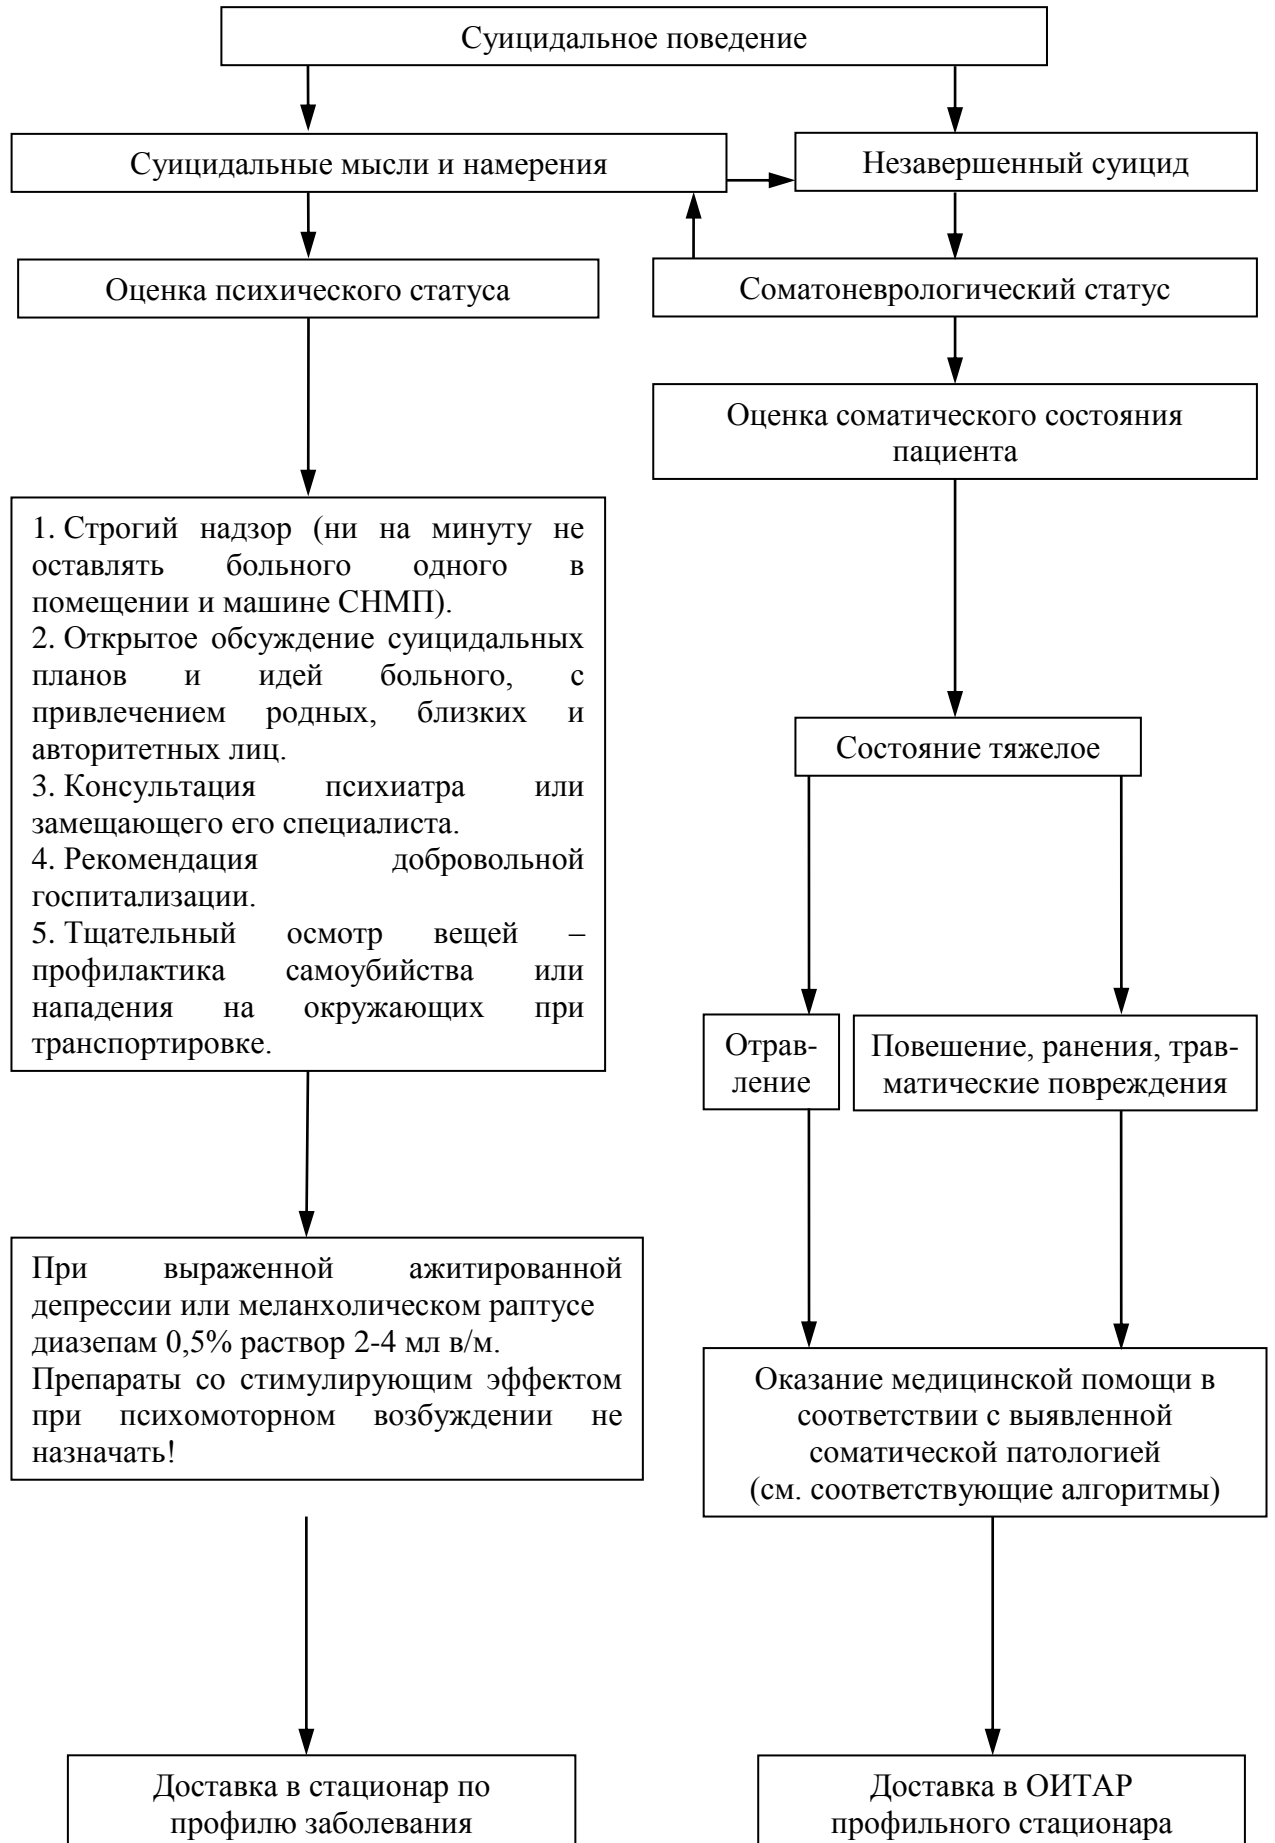 Суицидальное поведение
Суицидальные мысли и намерения
Незавершенный суицид
Оценка психического статуса
Соматоневрологический статус
Оценка соматического состояния
пациента
1. Строгий надзор (ни на минуту не
оставлять больного одного в
помещении и машине СНМП).
2. Открытое обсуждение суицидальных
планов и идей больного, с
привлечением родных, близких и
авторитетных лиц.
3. Консультация психиатра или
замещающего его специалиста.
4. Рекомендация добровольной
госпитализации.
5. Тщательный осмотр вещей –
профилактика самоубийства или
нападения на окружающих при
транспортировке.
Состояние тяжелое
Отрав-
ление
Повешение, ранения, трав-
матические повреждения
При выраженной ажитированной
депрессии или меланхолическом раптусе
диазепам 0,5% раствор 2-4 мл в/м.
Препараты со стимулирующим эффектом
при психомоторном возбуждении не
назначать!
Оказание медицинской помощи в
соответствии с выявленной
соматической патологией
(см. соответствующие алгоритмы)
Доставка в стационар по
профилю заболевания
Доставка в ОИТАР
профильного стационара